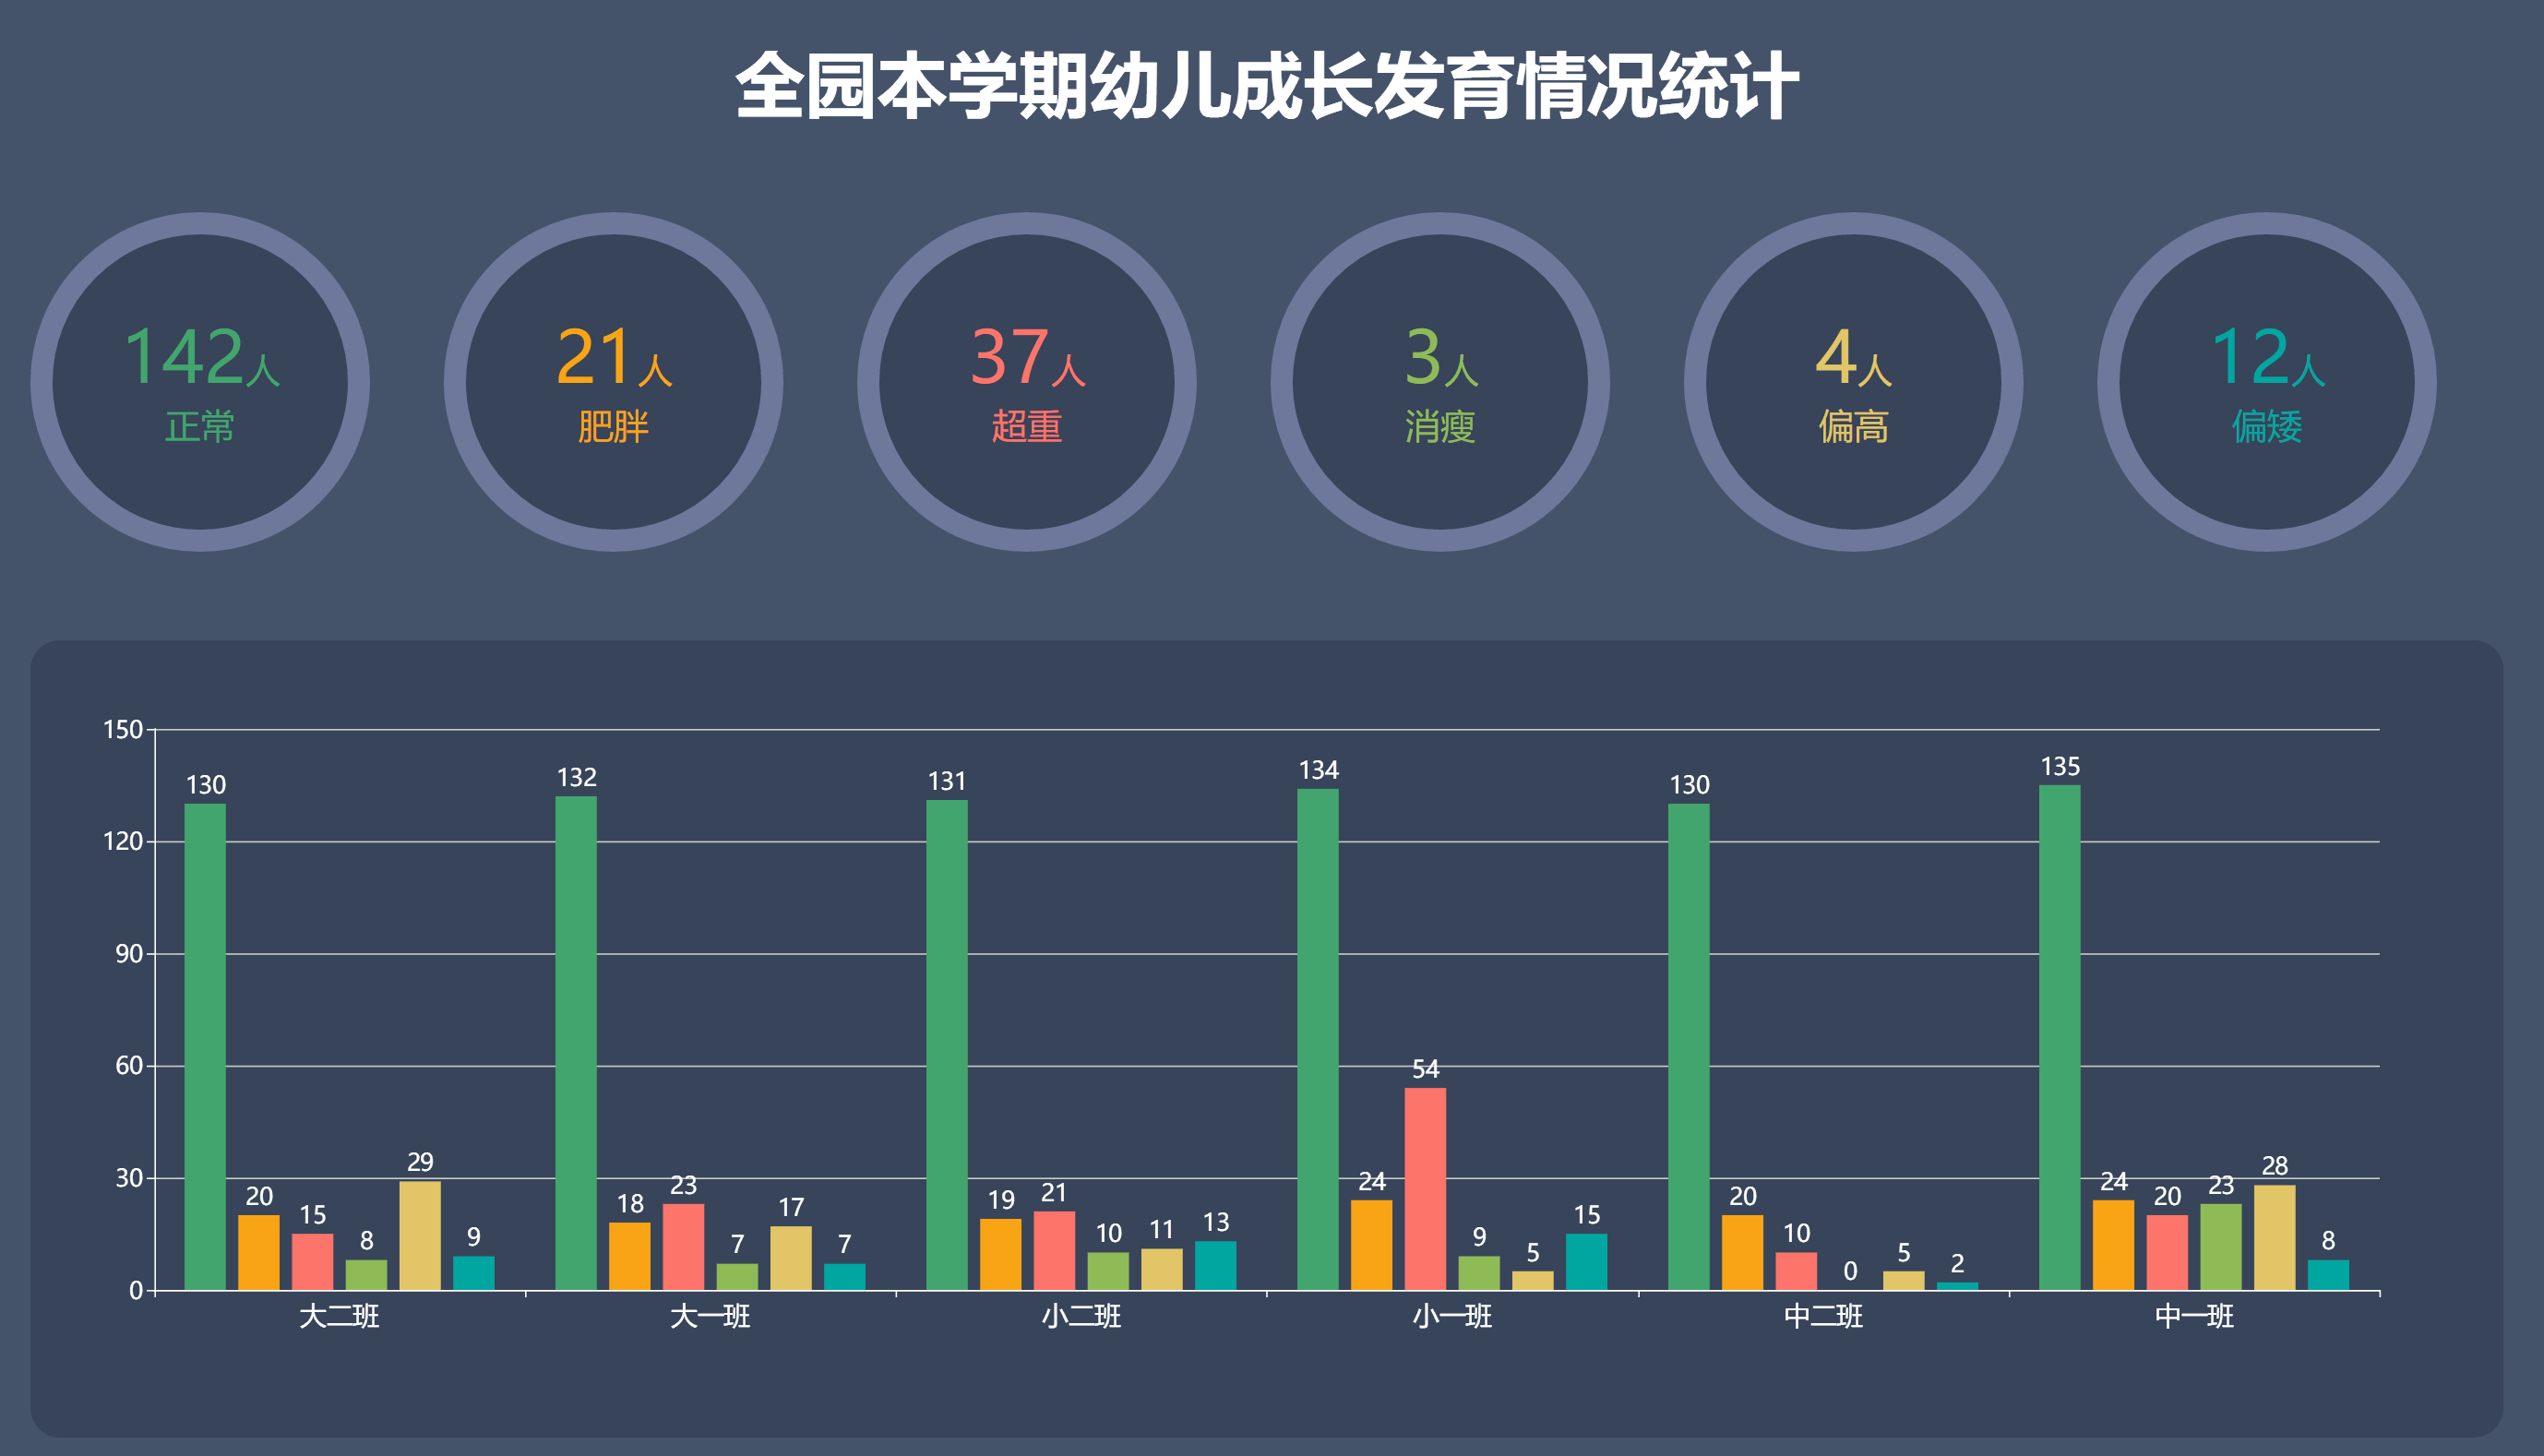 全园本学期幼儿成长发育情况统计
142人
正常
21人
肥胖
37人
超重
3人
消瘦
4人
偏高
12人
偏矮
150
120
90
60
30
0
130
20
15
8
29
9
132
18
23
7
17
7
131
19
21
10
11
13
134
24
54
9
5
15
130
20
10
0
5
2
135
24
20
23
28
8
大二班
大一班
小二班
小一班
中二班
中一班